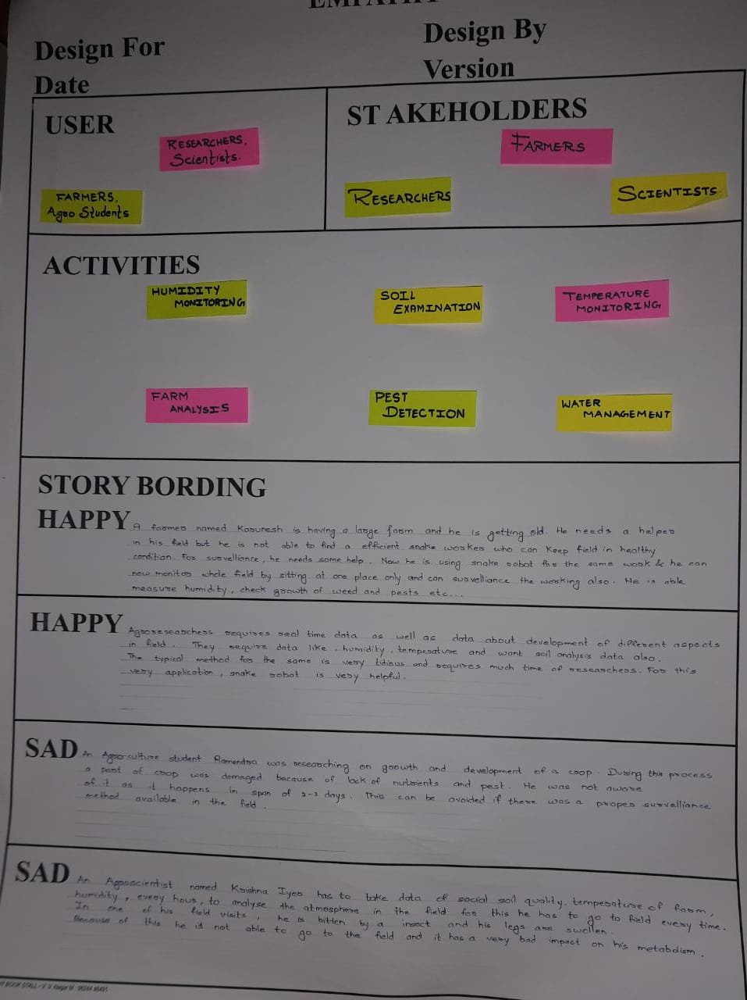 EMPATHY
Design For
Design By
Date
Version
USER
RESEARCHERS,
Scientists.
FARMERS,
Agro Students
ST AKEHOLDERS
FARMERS
RESEARCHERS
SCIENTISTS
ACTIVITIES
HUMIDITY
MONITORING
SOIL
EXAMINATION
TEMPERATURE
MONITORING
FARM
ANALYSIS
PEST
DETECTION
WATER
MANAGEMENT
STORY BORDING
HAPPY
A farmer named Karunesh is having a large farm and he is getting old. He needs a helper
in his field but he is not able to find a efficient snake worker who can keep field in healthy
condition. For survelliance, he needs some help. Now he is using snake robot for the same work & he can
now monitor whole field by sitting at one place only and can survelliance the working also. He is able
measure humidity, check growth of weed and pests etc...
HAPPY
Agroresearchers requires real time data as well as data about development of different aspects
in field. They require data like, humidity, temperature and want soil analysis data also.
The typical method for the same is very tidious and requires much time of researchers. For this
very application, snake robot is very helpful.
SAD
An Agro-culture student Ramendra was researching on growth and development of a crop. During this process
a part of crop was damaged because of lack of nutrients and pest. He was not aware
of it as it happens in span of 2-3 days. This can be avoided if there was a proper survelliance
method available in the field.
SAD
An Agroscientist named Krishna Iyer has to take data of social soil quality, temperature of farm,
humidity, every hour, to analyse the atmosphere in the field for this he has to go to field every time.
In one of his field visits, he is bitten by a insect and his legs are swollen.
Because of this he is not able to go to the field and it has a very bad impact on his metabolism.
BOOK STALL / V. V. Nagar M : 98244 46491